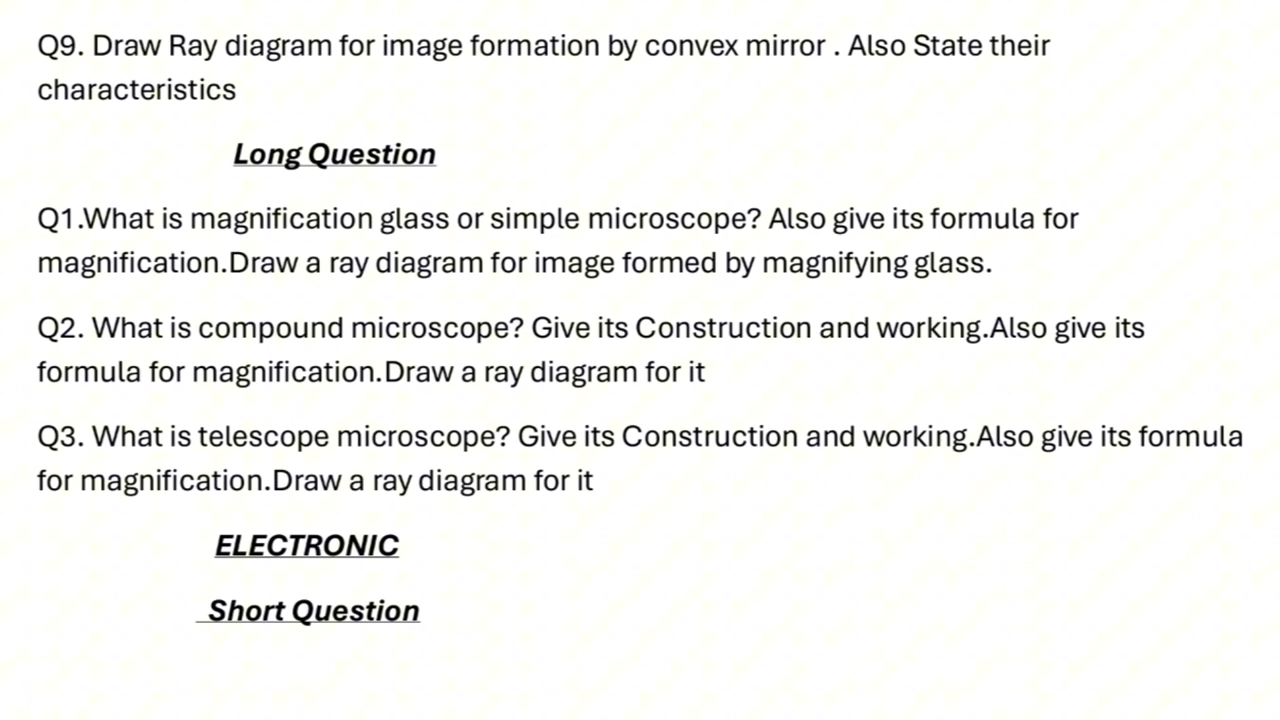 Q9. Draw Ray diagram for image formation by convex mirror . Also State their
characteristics
Long Question
Q1.What is magnification glass or simple microscope? Also give its formula for
magnification.Draw a ray diagram for image formed by magnifying glass.
Q2. What is compound microscope? Give its Construction and working.Also give its
formula for magnification.Draw a ray diagram for it
Q3. What is telescope microscope? Give its Construction and working.Also give its formula
for magnification.Draw a ray diagram for it
ELECTRONIC
Short Question